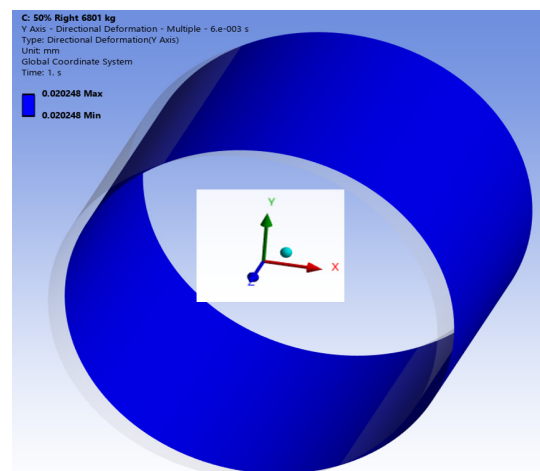 C: 50% Right 6801 kg
Y Axis - Directional Deformation - Multiple - 6.e-003 s
Type: Directional Deformation(Y Axis)
Unit: mm
Global Coordinate System
Time: 1. s
0.020248 Max
0.020248 Min
Y
X
Z